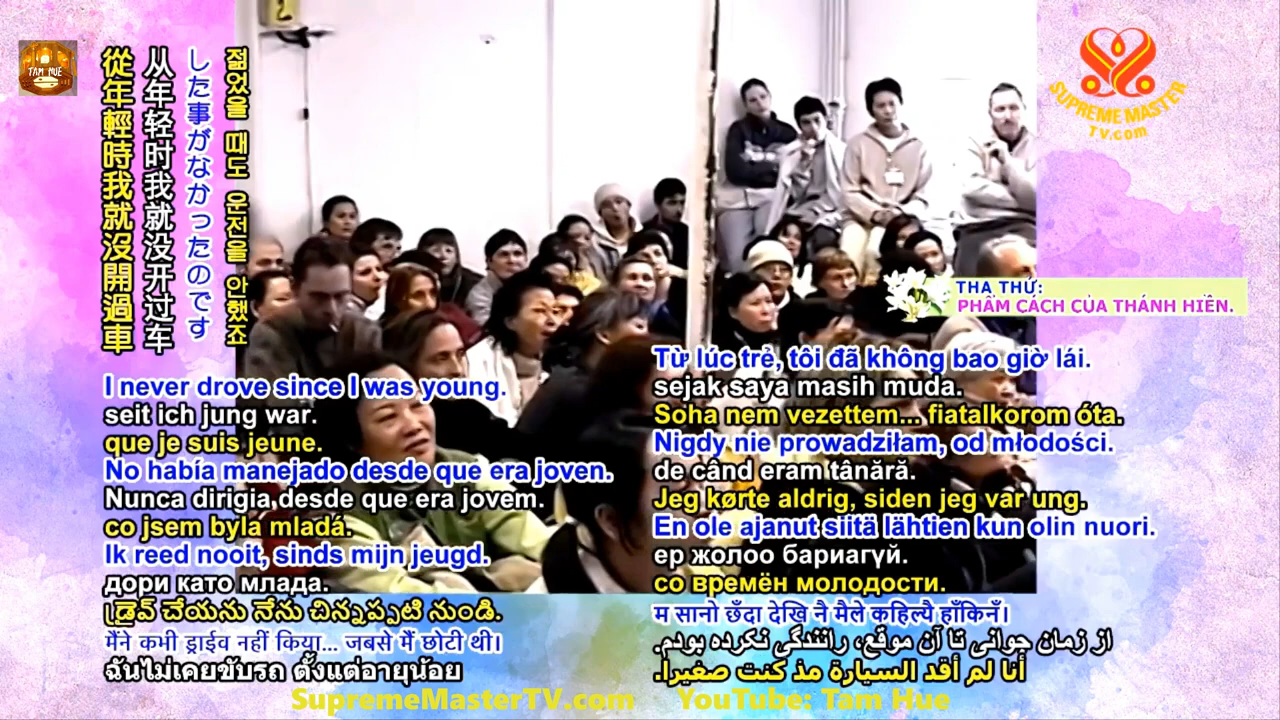 TAM HUE
從年輕時我就沒開過車
从年轻时我就没开过车
した事がなかったのです
젊었을 때도 운전을 안했죠
SUPREME MASTER
TV.com
THA THỨ:
PHẨM CÁCH CỦA THÁNH HIỀN.
I never drove since I was young.
seit ich jung war.
que je suis jeune.
No había manejado desde que era joven.
Nunca dirigia desde que era jovem.
co jsem byla mladá.
Ik reed nooit, sinds mijn jeugd.
дори като млада.
డ్రైవ్ చేయను నేను చిన్నప్పటి నుండి.
मैंने कभी ड्राईव नहीं किया... जबसे मैं छोटी थी।
ฉันไม่เคยขับรถ ตั้งแต่อายุน้อย
Từ lúc trẻ, tôi đã không bao giờ lái.
sejak saya masih muda.
Soha nem vezettem... fiatalkorom óta.
Nigdy nie prowadziłam, od młodości.
de când eram tânără.
Jeg kørte aldrig, siden jeg var ung.
En ole ajanut siitä lähtien kun olin nuori.
ер жолоо бариагүй.
со времён молодости.
म सानो छँदा देखि नै मैले कहिल्यै हाँकिनँ।
از زمان جوانی تا آن موقع، رانندگی نکرده بودم.
أنا لم أقد السيارة مذ كنت صغيرا.
SupremeMasterTV.com
YouTube: Tam Hue